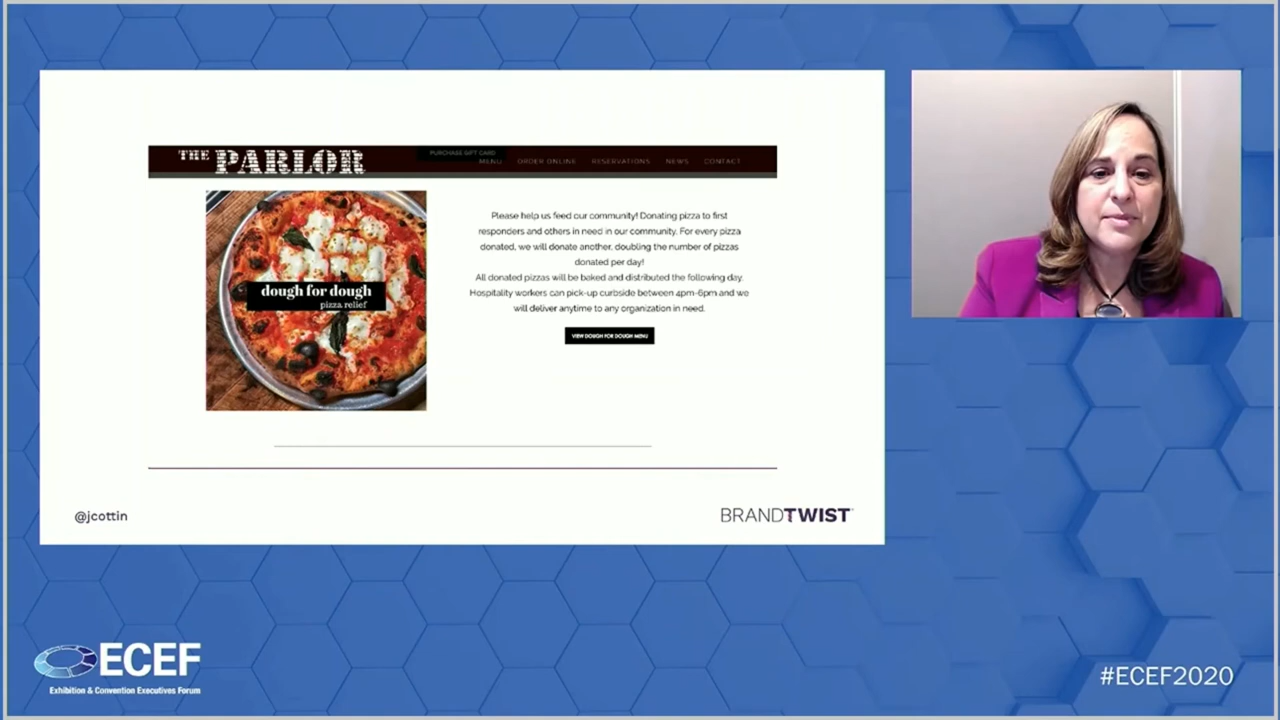 THE PARLOR
PURCHASE GIFT CARD
MENU ORDER ONLINE RESERVATIONS NEWS CONTACT
dough for dough
pizza relief
Please help us feed our community! Donating pizza to first
responders and others in need in our community. For every pizza
donated, we will donate another, doubling the number of pizzas
donated per day!
All donated pizzas will be baked and distributed the following day.
Hospitality workers can pick-up curbside between 4pm-6pm and we
will deliver anytime to any organization in need.
VIEW DOUGH FOR DOUGH MENU
@jcottin
BRANDTWIST
ECEF
Exhibition & Convention Executives Forum
#ECEF2020